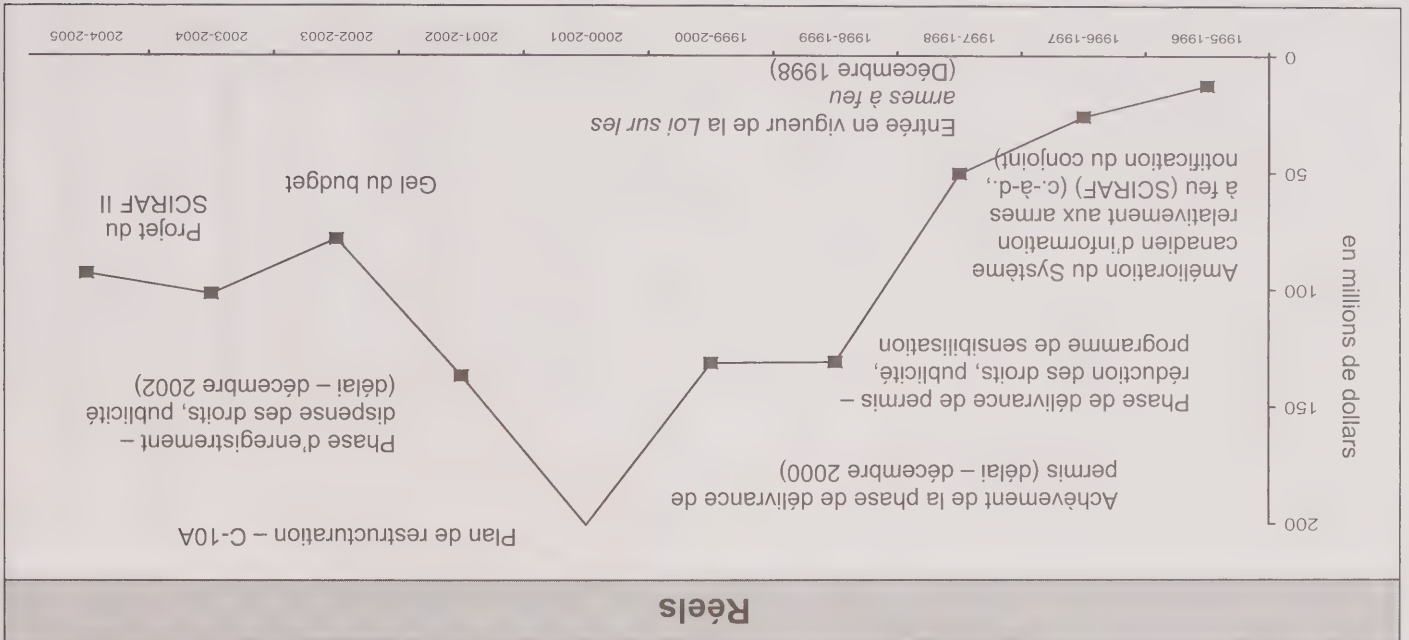 Réels
en millions de dollars
200
150
100
50
0
Plan de restructuration – C-10A
Achèvement de la phase de délivrance de
permis (délai – décembre 2000)
Phase d'enregistrement –
dispense des droits, publicité
(délai – décembre 2002)
Phase de délivrance de permis –
réduction des droits, publicité,
programme de sensibilisation
Amélioration du Système
canadien d'information
relativement aux armes
à feu (SCIRAF) (c.-à-d.,
notification du conjoint)
Projet du
SCIRAF II
Gel du budget
Entrée en vigueur de la Loi sur les
armes à feu
(Décembre 1998)
1995-1996
1996-1997
1997-1998
1998-1999
1999-2000
2000-2001
2001-2002
2002-2003
2003-2004
2004-2005